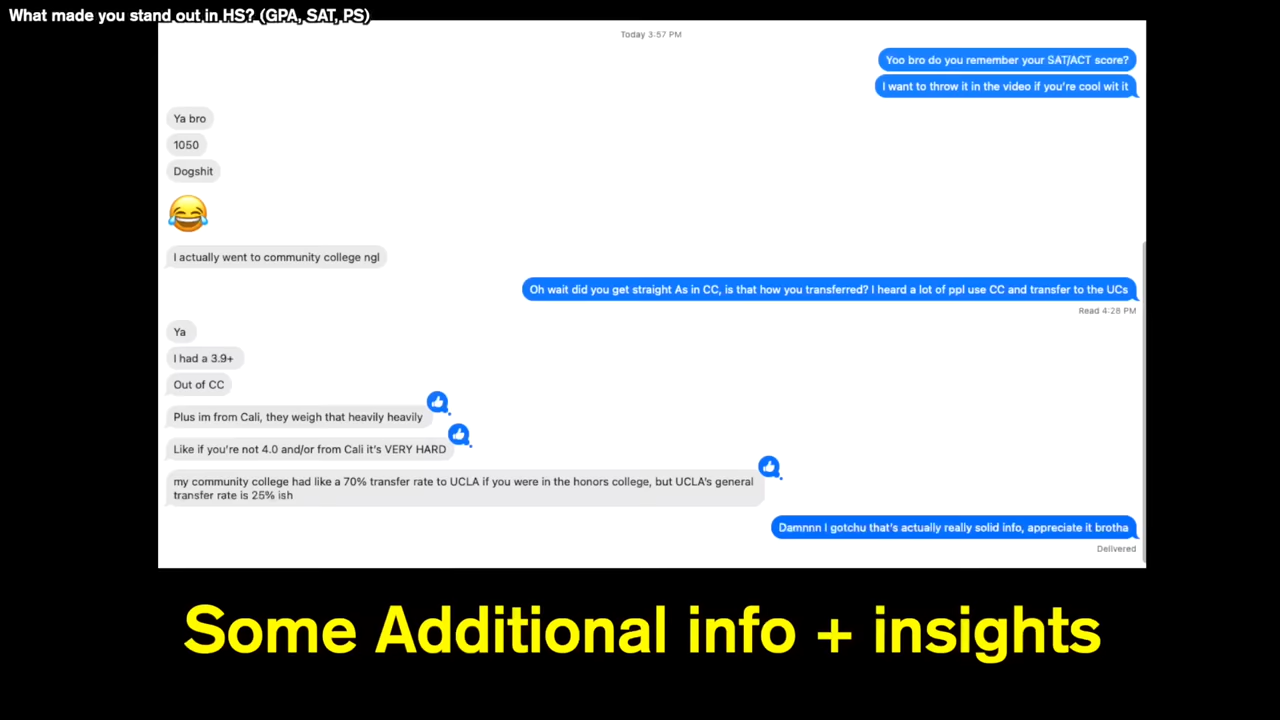 What made you stand out in HS? (GPA, SAT, PS)
Today 3:57 PM
Yoo bro do you remember your SAT/ACT score?
I want to throw it in the video if you're cool wit it
Ya bro
1050
Dogshit
😂
I actually went to community college ngl
Oh wait did you get straight As in CC, is that how you transferred? I heard a lot of ppl use CC and transfer to the UCs
Read 4:28 PM
Ya
I had a 3.9+
Out of CC
Plus im from Cali, they weigh that heavily heavily
Like if you're not 4.0 and/or from Cali it's VERY HARD
my community college had like a 70% transfer rate to UCLA if you were in the honors college, but UCLA's general
transfer rate is 25% ish
Damnnn I gotchu that's actually really solid info, appreciate it brotha
Delivered
Some Additional info + insights